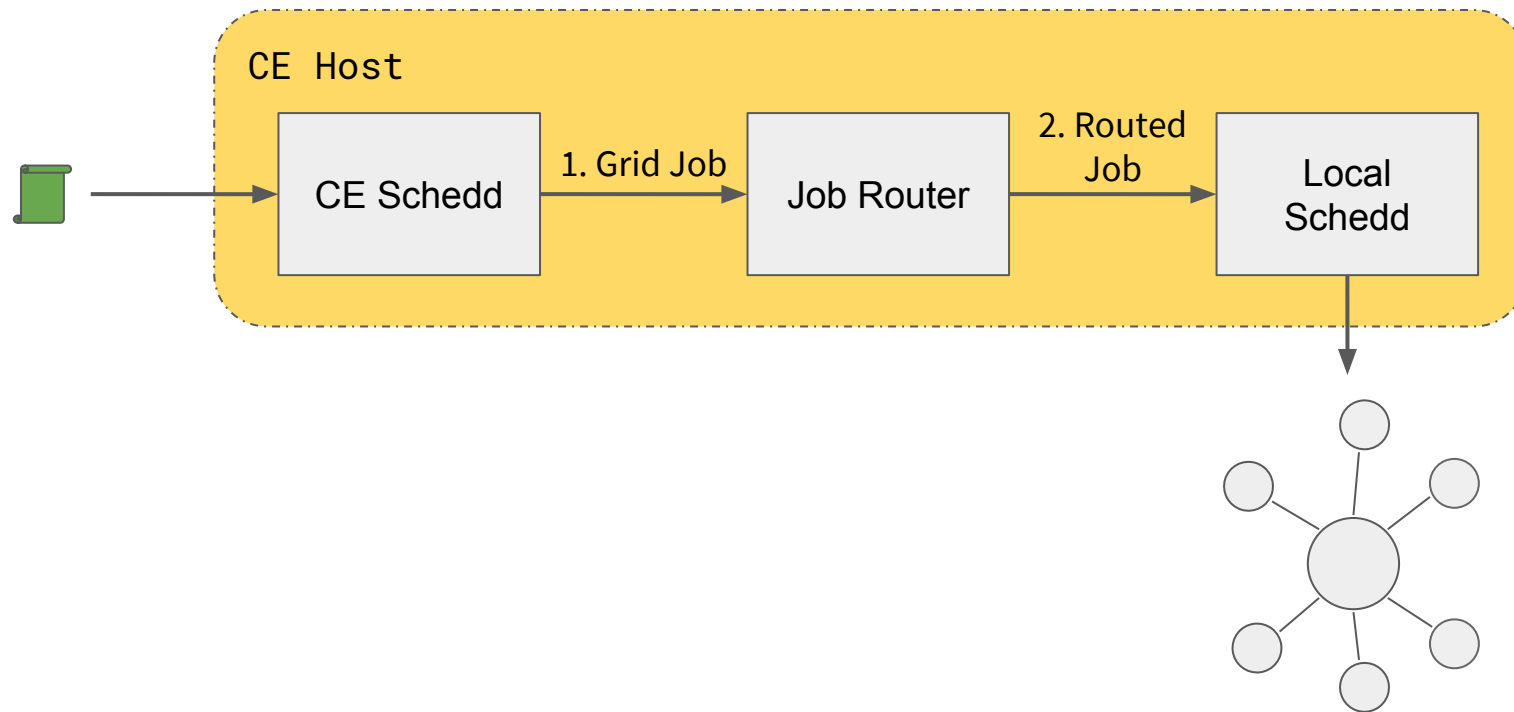 CE Host
CE Schedd
1. Grid Job
Job Router
2. Routed
Job
Local
Schedd